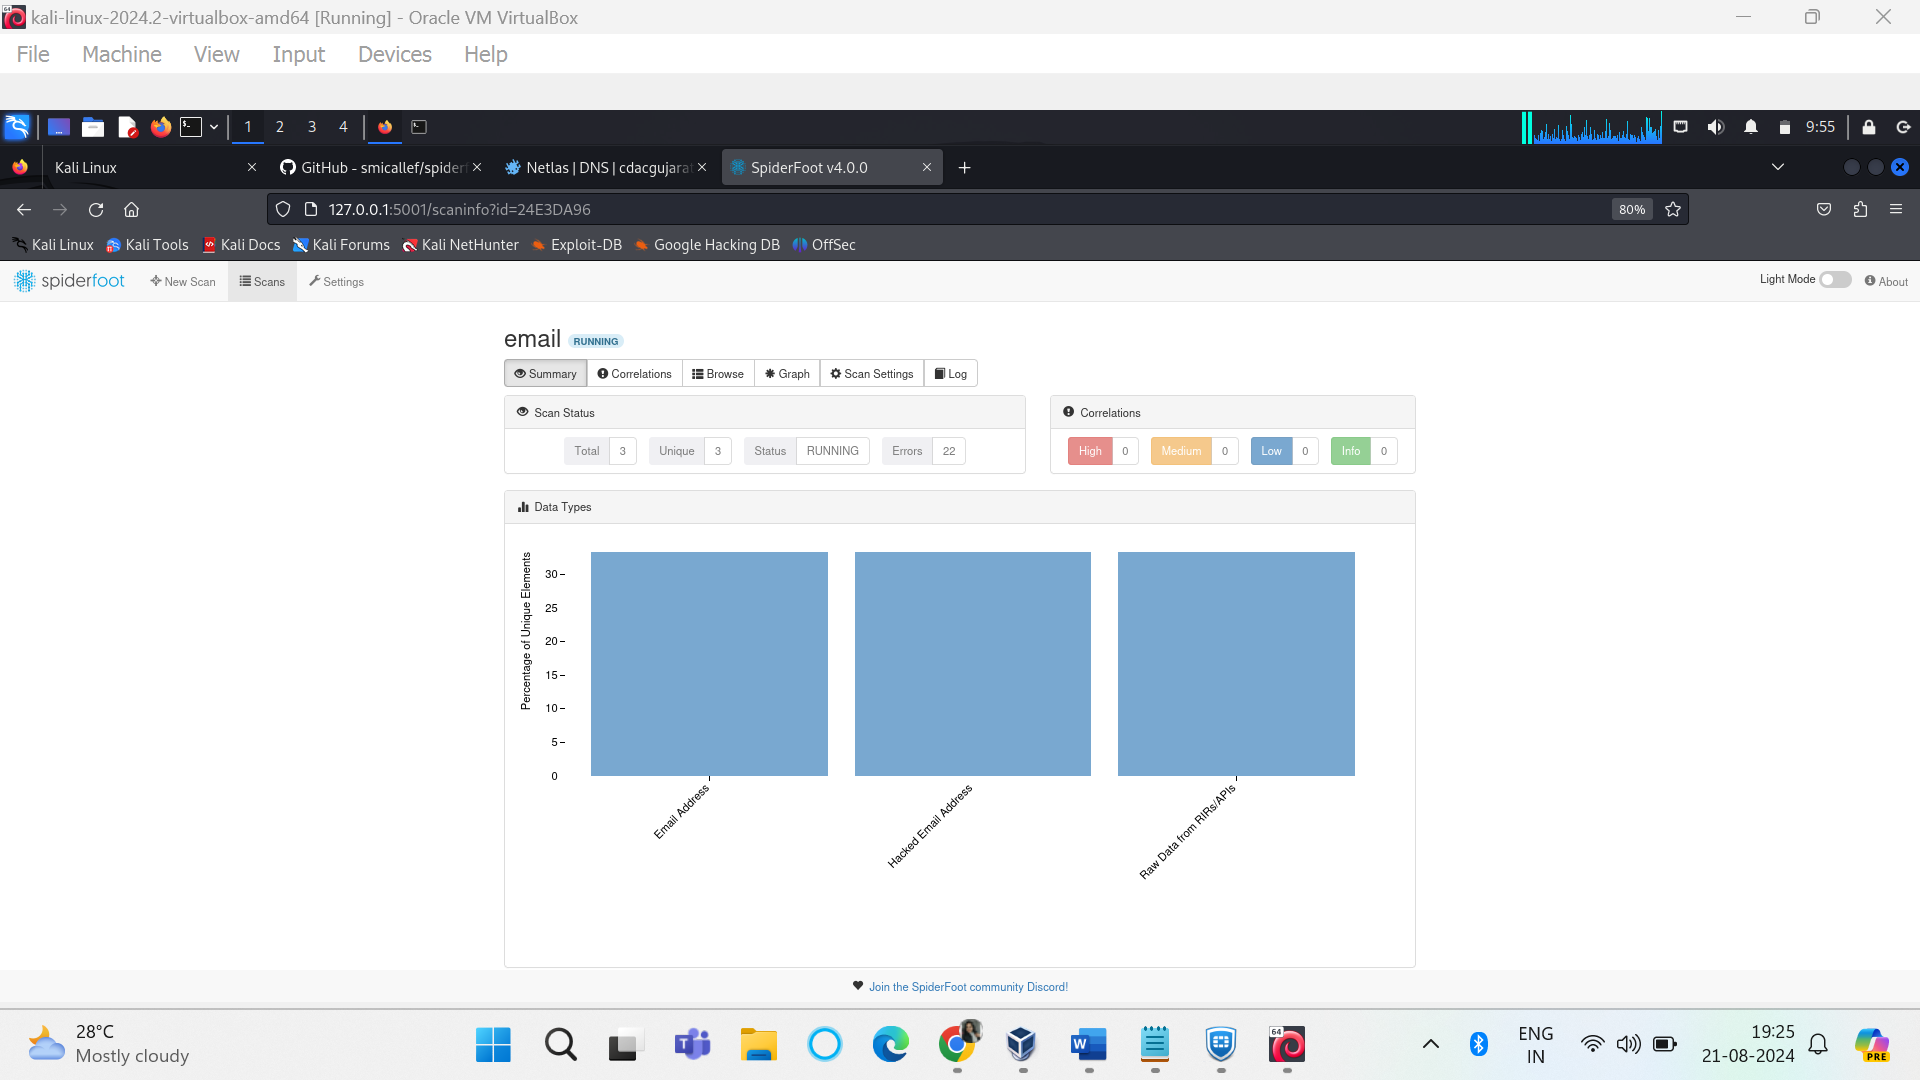 kali-linux-2024.2-virtualbox-amd64 [Running] - Oracle VM VirtualBox
File Machine View Input Devices Help
1 2 3 4 9:55
Kali Linux GitHub - smicallef/spiderf Netlas | DNS | cdacgujarat SpiderFoot v4.0.0
127.0.0.1:5001/scaninfo?id=24E3DA96 80%
Kali Linux Kali Tools Kali Docs Kali Forums Kali NetHunter Exploit-DB Google Hacking DB OffSec
spiderfoot New Scan Scans Settings Light Mode About
email RUNNING
Summary Correlations Browse Graph Scan Settings Log
Scan Status
Total 3 Unique 3 Status RUNNING Errors 22
Correlations
High 0 Medium 0 Low 0 Info 0
Data Types
Percentage of Unique Elements
30
25
20
15
10
5
0
Email Address
Hacked Email Address
Raw Data from RIRs/APIs
Join the SpiderFoot community Discord!
28°C
Mostly cloudy
64
ENG
IN
19:25
21-08-2024
PRE